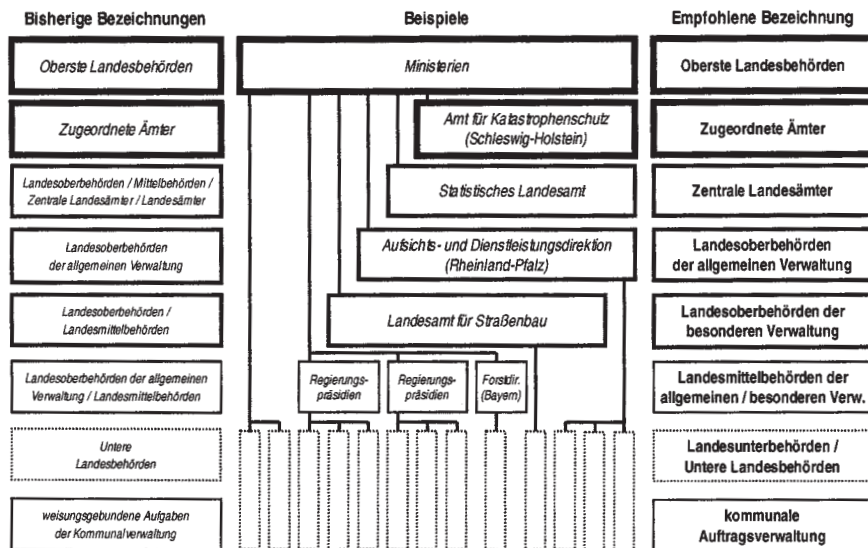 Bisherige Bezeichnungen
Beispiele
Empfohlene Bezeichnung
Oberste Landesbehörden
Ministerien
Oberste Landesbehörden
Zugeordnete Ämter
Amt für Katastrophenschutz
(Schleswig-Holstein)
Zugeordnete Ämter
Landesoberbehörden / Mittelbehörden /
Zentrale Landesämter / Landesämter
Statistisches Landesamt
Zentrale Landesämter
Landesoberbehörden
der allgemeinen Verwaltung
Aufsichts- und Dienstleistungsdirektion
(Rheinland-Pfalz)
Landesoberbehörden
der allgemeinen Verwaltung
Landesoberbehörden /
Landesmittelbehörden
Landesamt für Straßenbau
Landesoberbehörden der
besonderen Verwaltung
Landesoberbehörden der allgemeinen
Verwaltung / Landesmittelbehörden
Regierungs-
präsidien
Regierungs-
präsidien
Forstdir.
(Bayern)
Landesmittelbehörden der
allgemeinen / besonderen Verw.
Untere
Landesbehörden
Landesunterbehörden /
Untere Landesbehörden
weisungsgebundene Aufgaben
der Kommunalverwaltung
kommunale
Auftragsverwaltung